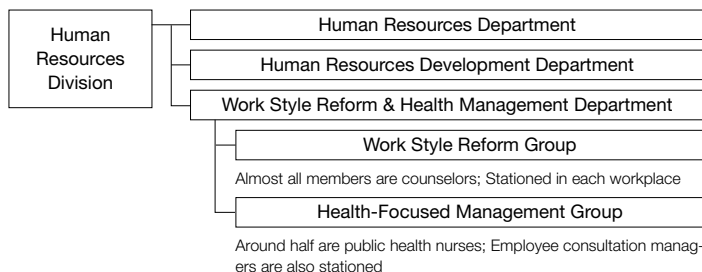 Human
Resources
Division
Human Resources Department
Human Resources Development Department
Work Style Reform & Health Management Department
Work Style Reform Group
Almost all members are counselors; Stationed in each workplace
Health-Focused Management Group
Around half are public health nurses; Employee consultation manag-
ers are also stationed